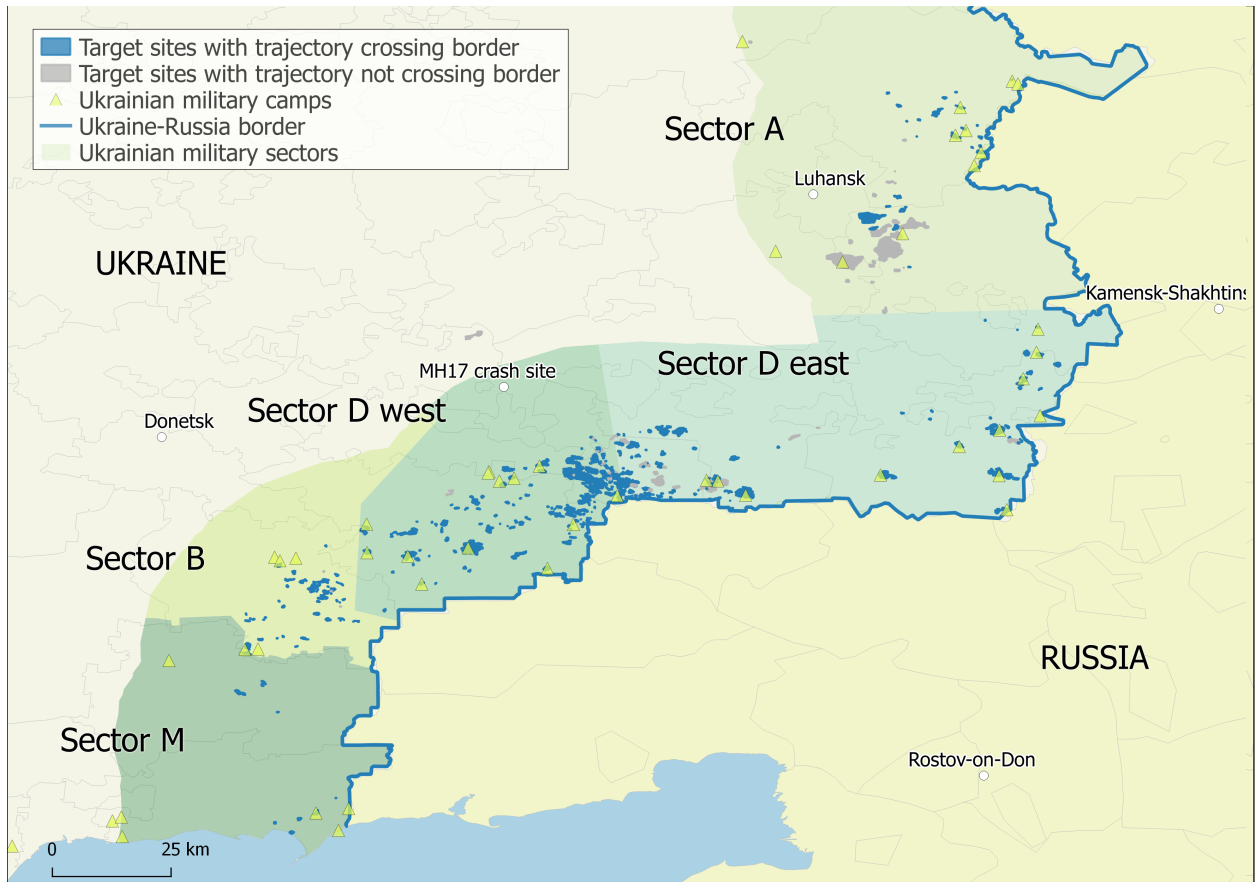 Target sites with trajectory crossing border
Target sites with trajectory not crossing border
Ukrainian military camps
Ukraine-Russia border
Ukrainian military sectors
Sector A
Luhansk
UKRAINE
Kamensk-Shakhtins
Sector D east
MH17 crash site
Sector D west
Donetsk
Sector B
RUSSIA
Sector M
Rostov-on-Don
0 25 km